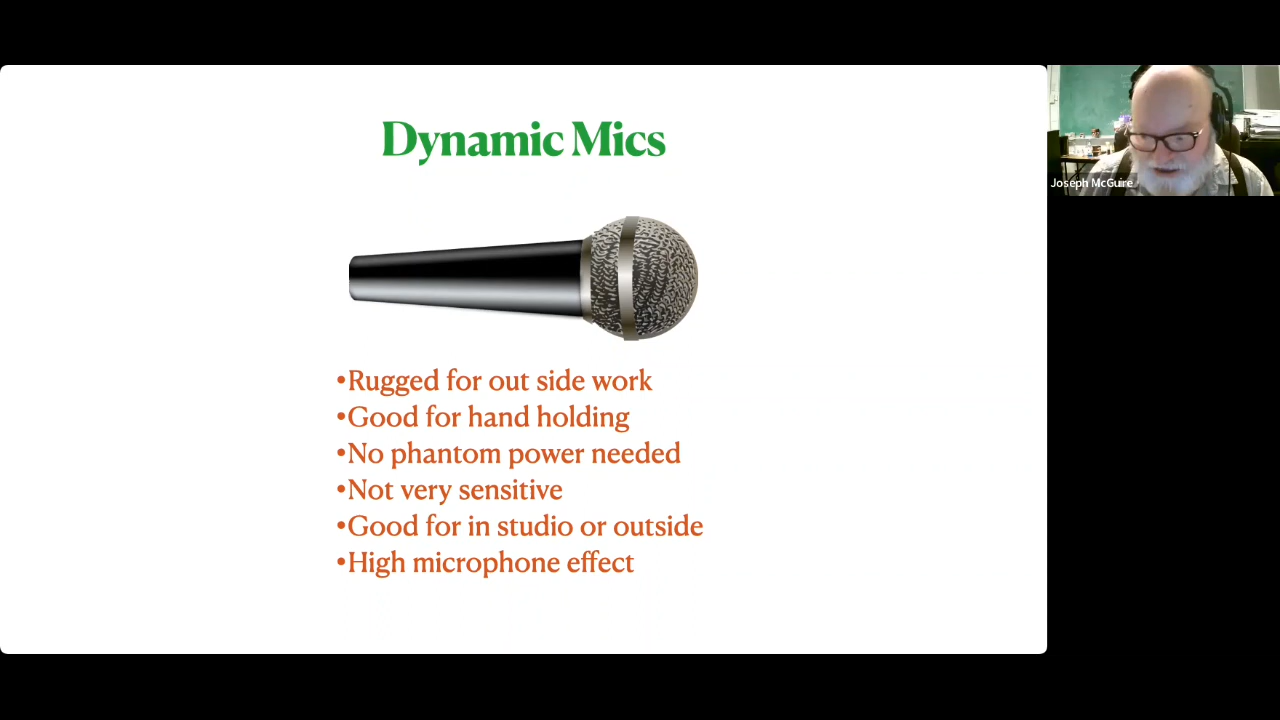 Dynamic Mics
Joseph McGuire
•Rugged for out side work
•Good for hand holding
•No phantom power needed
•Not very sensitive
•Good for in studio or outside
•High microphone effect